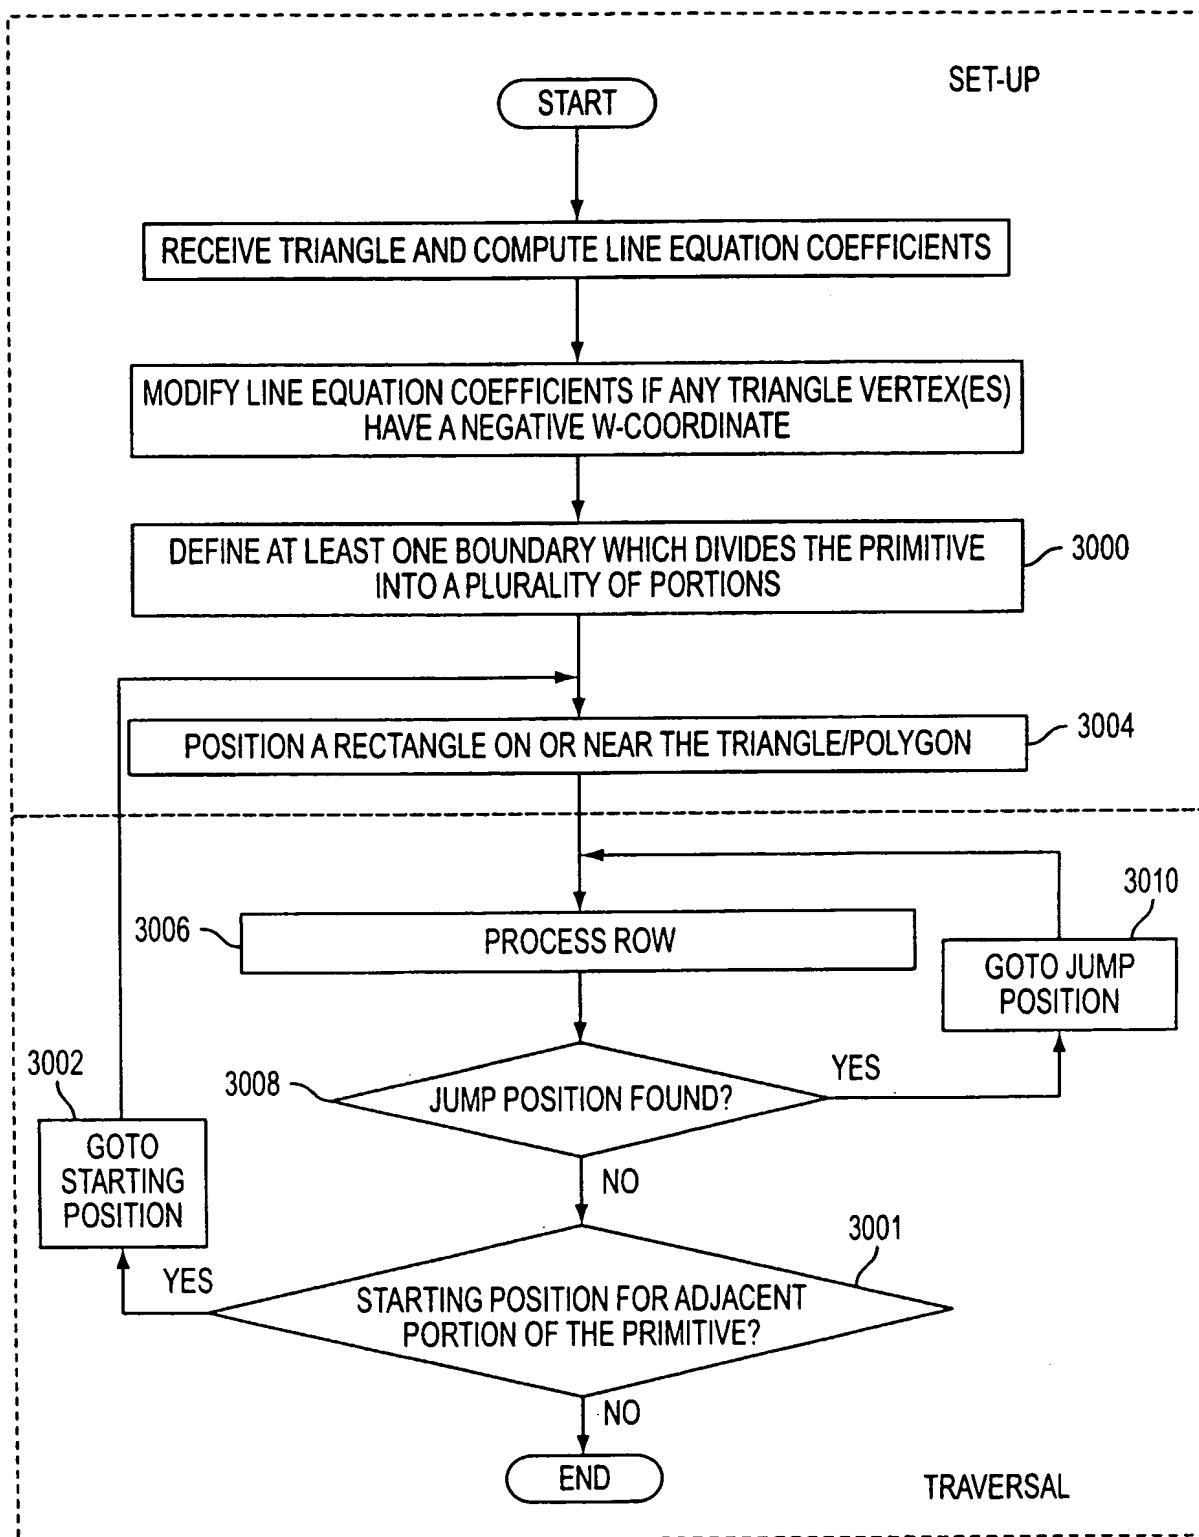 SET-UP
START
RECEIVE TRIANGLE AND COMPUTE LINE EQUATION COEFFICIENTS
MODIFY LINE EQUATION COEFFICIENTS IF ANY TRIANGLE VERTEX(ES)
HAVE A NEGATIVE W-COORDINATE
DEFINE AT LEAST ONE BOUNDARY WHICH DIVIDES THE PRIMITIVE
INTO A PLURALITY OF PORTIONS
3000
POSITION A RECTANGLE ON OR NEAR THE TRIANGLE/POLYGON
3004
3006
PROCESS ROW
3010
GOTO JUMP
POSITION
3008
JUMP POSITION FOUND?
YES
3002
GOTO
STARTING
POSITION
NO
3001
YES
STARTING POSITION FOR ADJACENT
PORTION OF THE PRIMITIVE?
NO
END
TRAVERSAL